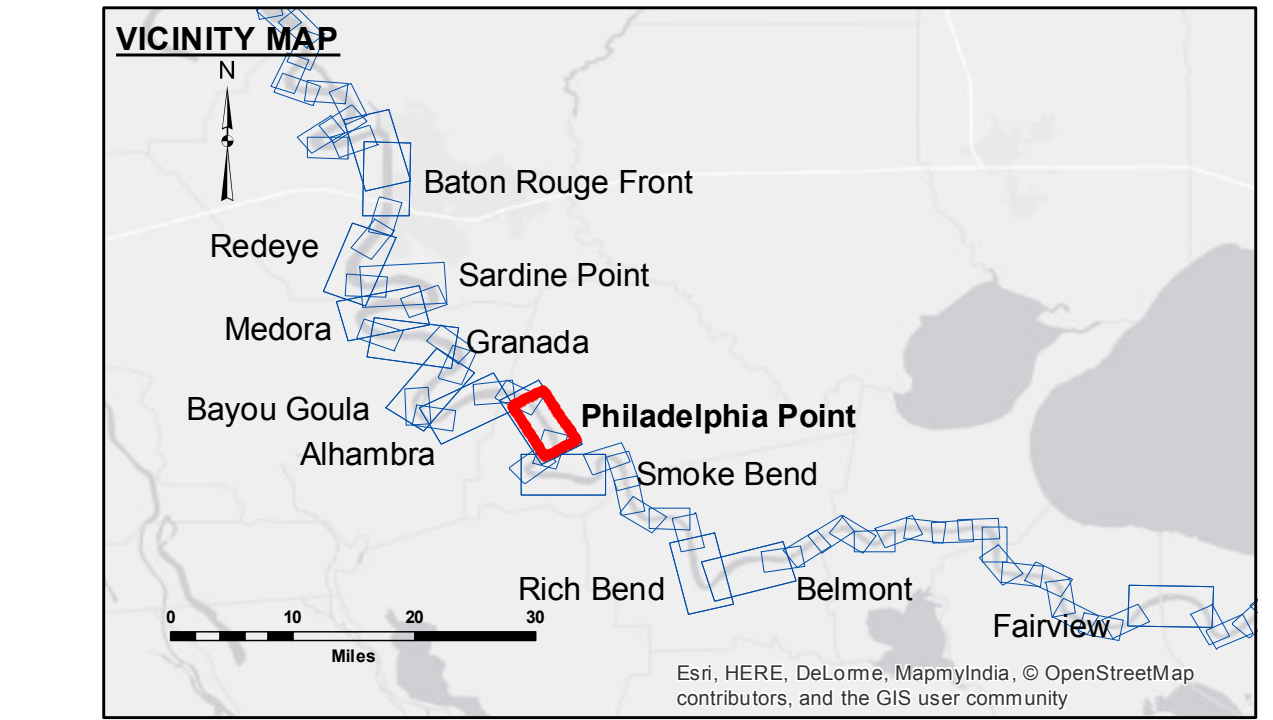 VICINITY MAP
N
Baton Rouge Front
Redeye
Sardine Point
Medora
Granada
Bayou Goula
Philadelphia Point
Alhambra
Smoke Bend
Rich Bend
Belmont
Fairview
0 10 20 30
Miles
Esri, HERE, DeLorme, MapmyIndia, © OpenStreetMap
contributors, and the GIS user community